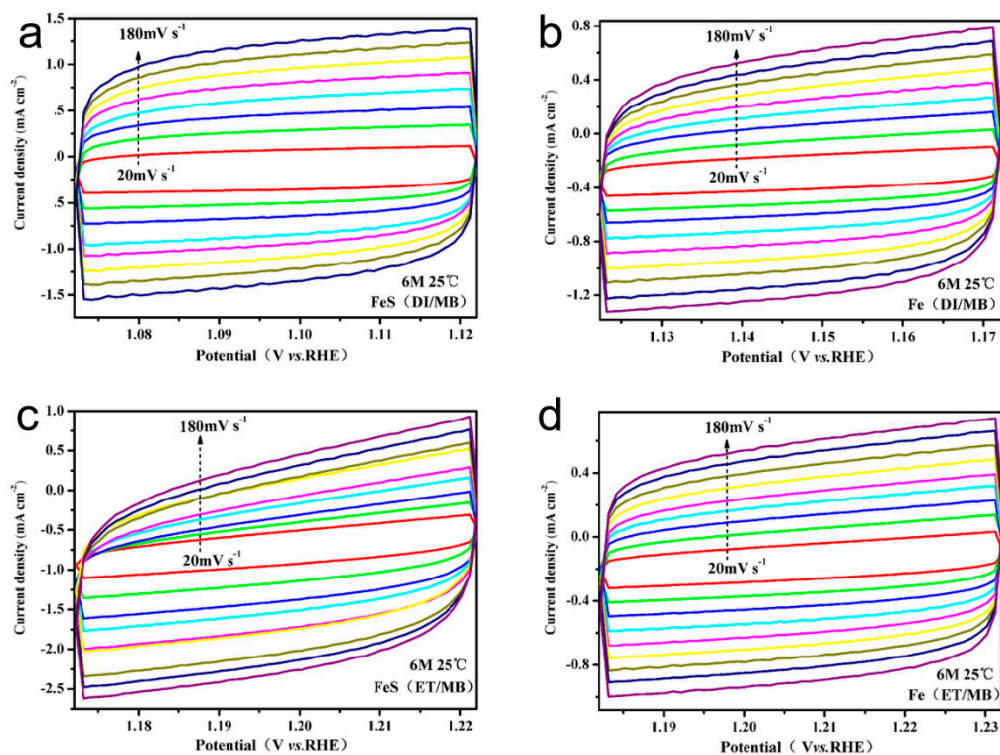 a
180mV s⁻¹
20mV s⁻¹
6M 25℃
FeS（DI/MB）
Current density (mA cm⁻²)
1.5
1.0
.5
.0
-.5
-1.0
-1.5
1.08
1.09
1.10
1.11
1.12
Potential（V vs.RHE）
b
180mV s⁻¹
20mV s⁻¹
6M 25℃
Fe（DI/MB）
Current density (mA cm⁻²)
0.8
0.4
0.0
-0.4
-0.8
-1.2
1.13
1.14
1.15
1.16
1.17
Potential（V vs.RHE）
c
180mV s⁻¹
20mV s⁻¹
6M 25℃
FeS（ET/MB）
Current density (mA cm⁻²)
1.0
0.5
0.0
-0.5
-1.0
-1.5
-2.0
-2.5
1.18
1.19
1.20
1.21
1.22
Potential（V vs.RHE）
d
180mV s⁻¹
20mV s⁻¹
6M 25℃
Fe（ET/MB）
Current density (mA cm⁻²)
0.4
0.0
-0.4
-0.8
1.19
1.20
1.21
1.22
1.23
Potential（V vs.RHE）